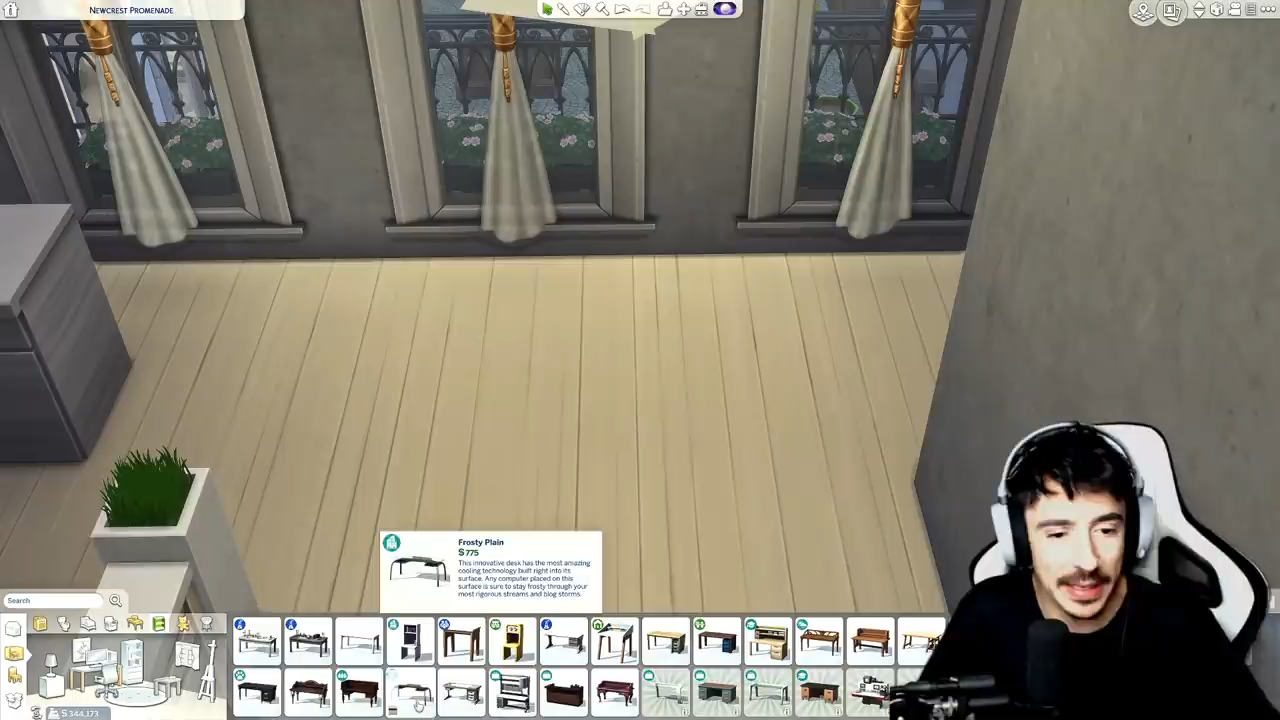 NEWCREST PROMENADE
Frosty Plain
§775
This innovative desk has the most amazing
cooling technology built right into its
surface. Any computer placed on this
surface is sure to stay frosty through your
most rigorous streams and blog storms.
Search
§ 344,173